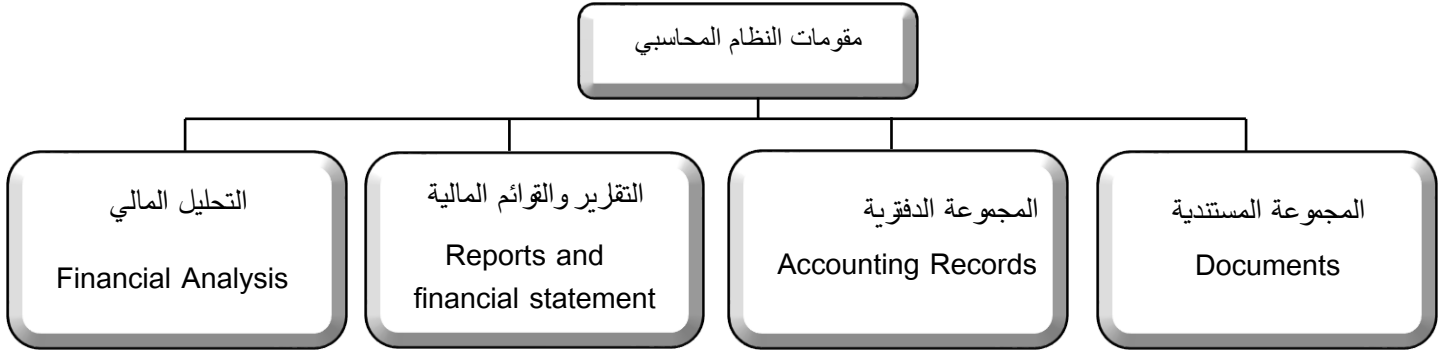 مقومات النظام المحاسبي
المجموعة المستندية
Documents
المجموعة الدفترية
Accounting Records
التقارير والقوائم المالية
Reports and
financial statement
التحليل المالي
Financial Analysis